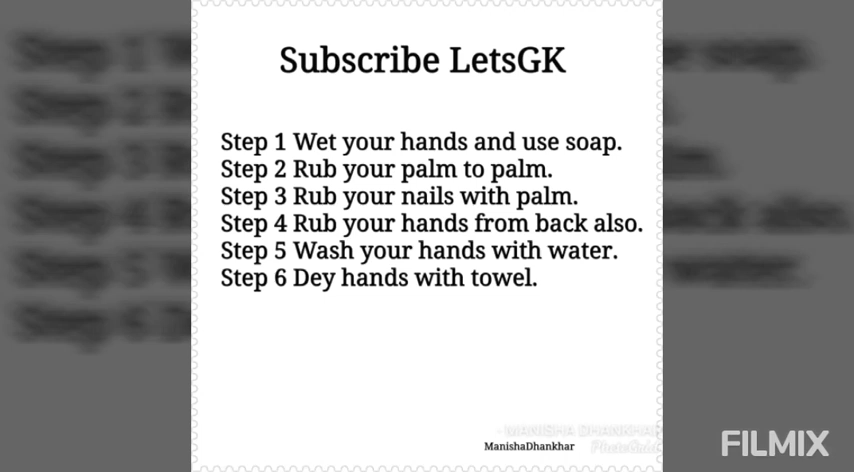 Subscribe LetsGK
Step 1 Wet your hands and use soap.
Step 2 Rub your palm to palm.
Step 3 Rub your nails with palm.
Step 4 Rub your hands from back also.
Step 5 Wash your hands with water.
Step 6 Dey hands with towel.
- MANISHA DHANKHAR
ManishaDhankhar
FILMIX